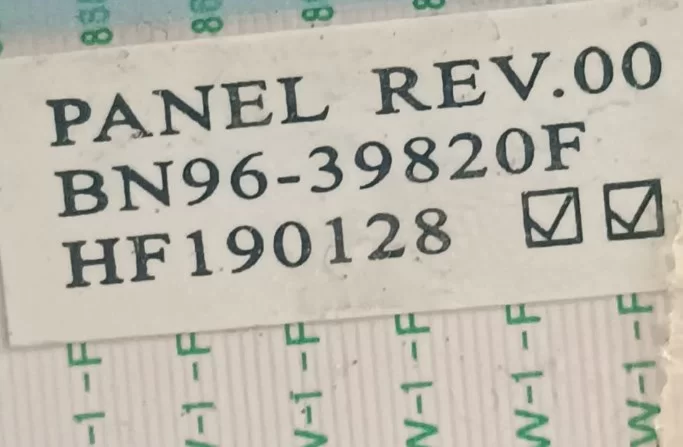 PANEL REV.00
BN96-39820F
HF190128 ☑ ☑